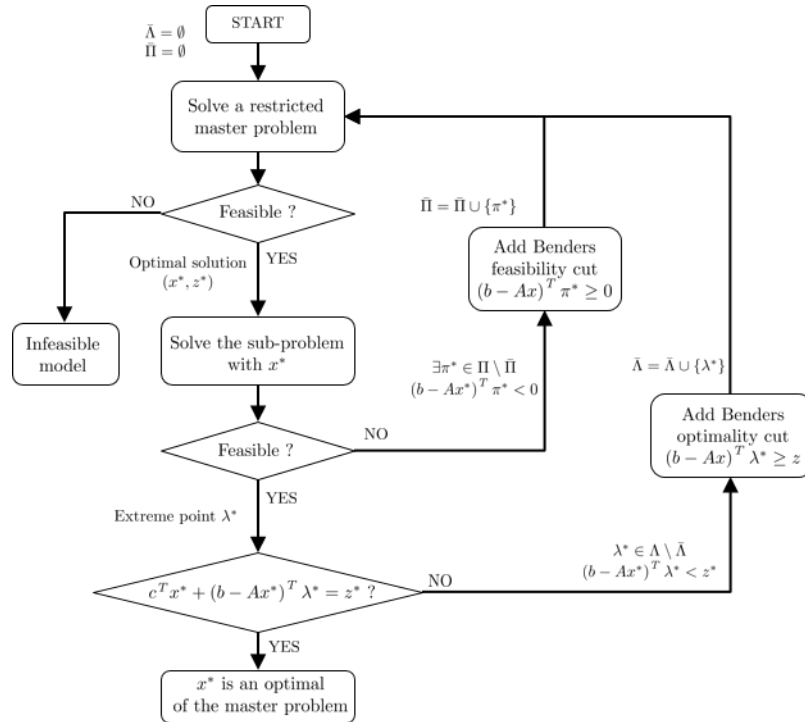 START
Λ̄ = ∅
Π̄ = ∅
Solve a restricted
master problem
NO
Feasible ?
Π̄ = Π̄ ∪ {π*}
Optimal solution
(x*, z*)
YES
Add Benders
feasibility cut
(b − Ax)^T π* ≥ 0
Infeasible
model
Solve the sub-problem
with x*
∃π* ∈ Π \ Π̄
(b − Ax*)^T π* < 0
Λ̄ = Λ̄ ∪ {λ*}
Add Benders
optimality cut
(b − Ax)^T λ* ≥ z
Feasible ?
NO
YES
Extreme point λ*
λ* ∈ Λ \ Λ̄
(b − Ax*)^T λ* < z*
c^T x* + (b − Ax*)^T λ* = z* ?
NO
YES
x* is an optimal
of the master problem